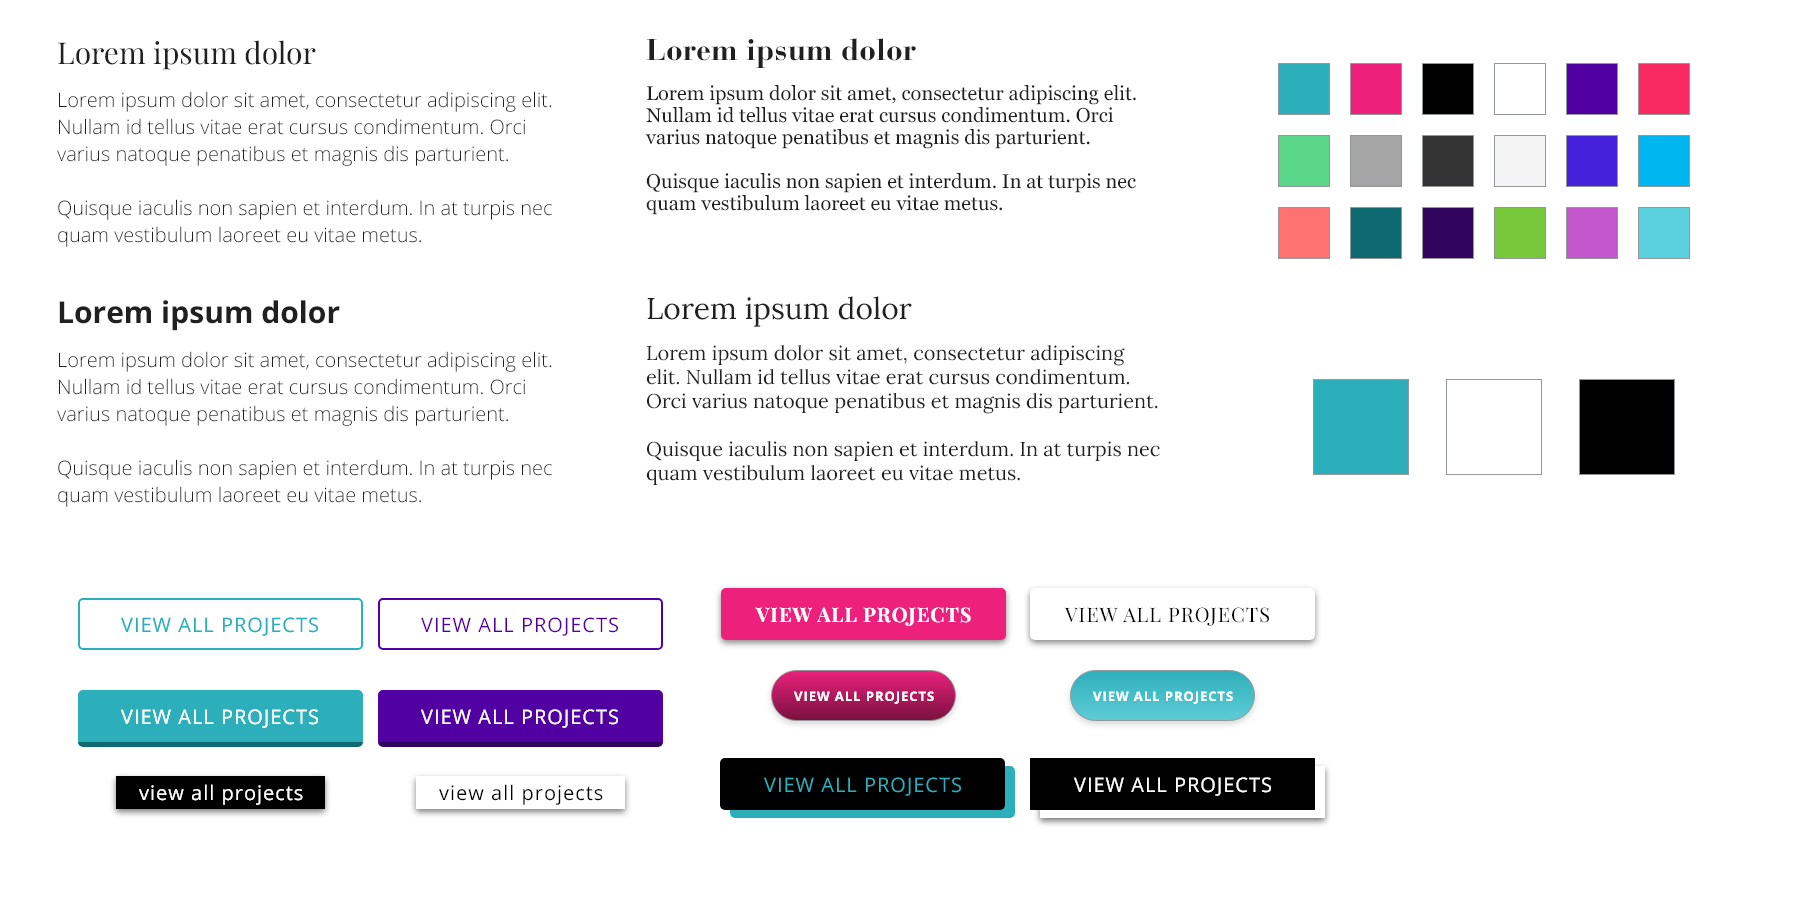 Lorem ipsum dolor
Lorem ipsum dolor sit amet, consectetur adipiscing elit.
Nullam id tellus vitae erat cursus condimentum. Orci
varius natoque penatibus et magnis dis parturient.
Quisque iaculis non sapien et interdum. In at turpis nec
quam vestibulum laoreet eu vitae metus.
Lorem ipsum dolor
Lorem ipsum dolor sit amet, consectetur adipiscing elit.
Nullam id tellus vitae erat cursus condimentum. Orci
varius natoque penatibus et magnis dis parturient.
Quisque iaculis non sapien et interdum. In at turpis nec
quam vestibulum laoreet eu vitae metus.
Lorem ipsum dolor
Lorem ipsum dolor sit amet, consectetur adipiscing elit.
Nullam id tellus vitae erat cursus condimentum. Orci
varius natoque penatibus et magnis dis parturient.
Quisque iaculis non sapien et interdum. In at turpis nec
quam vestibulum laoreet eu vitae metus.
Lorem ipsum dolor
Lorem ipsum dolor sit amet, consectetur adipiscing
elit. Nullam id tellus vitae erat cursus condimentum.
Orci varius natoque penatibus et magnis dis parturient.
Quisque iaculis non sapien et interdum. In at turpis nec
quam vestibulum laoreet eu vitae metus.
VIEW ALL PROJECTS
VIEW ALL PROJECTS
VIEW ALL PROJECTS
VIEW ALL PROJECTS
view all projects
view all projects
VIEW ALL PROJECTS
VIEW ALL PROJECTS
VIEW ALL PROJECTS
VIEW ALL PROJECTS
VIEW ALL PROJECTS
VIEW ALL PROJECTS